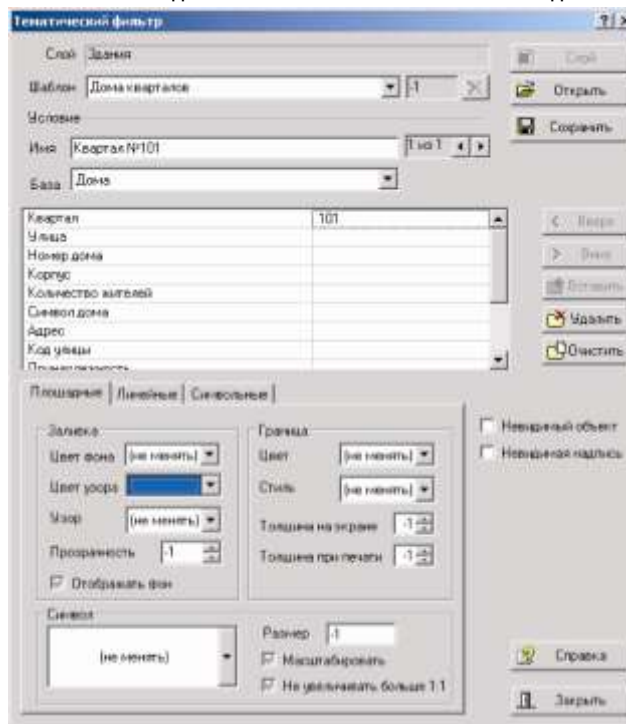 Тематический фильтр
Слой Здания Слой
Шаблон Дома кварталов -1 Открыть
Условие Сохранить
Имя Квартал №101 1 из 1
База Дома
Квартал 101 Вверх
Улица
Номер дома Вниз
Корпус
Количество жителей Вставить
Символ дома
Адрес Удалить
Код улицы Очистить
Площадные Линейные Символьные
Невидимый объект
Заливка Граница
Невидимая надпись
Цвет фона (не менять) Цвет (не менять)
Цвет узора Стиль (не менять)
Узор (не менять) Толщина на экране -1
Прозрачность -1 Толщина при печати -1
Отображать фон
Символ
(не менять) Размер -1
Масштабировать Справка
Не увеличивать больше 1:1
Закрыть